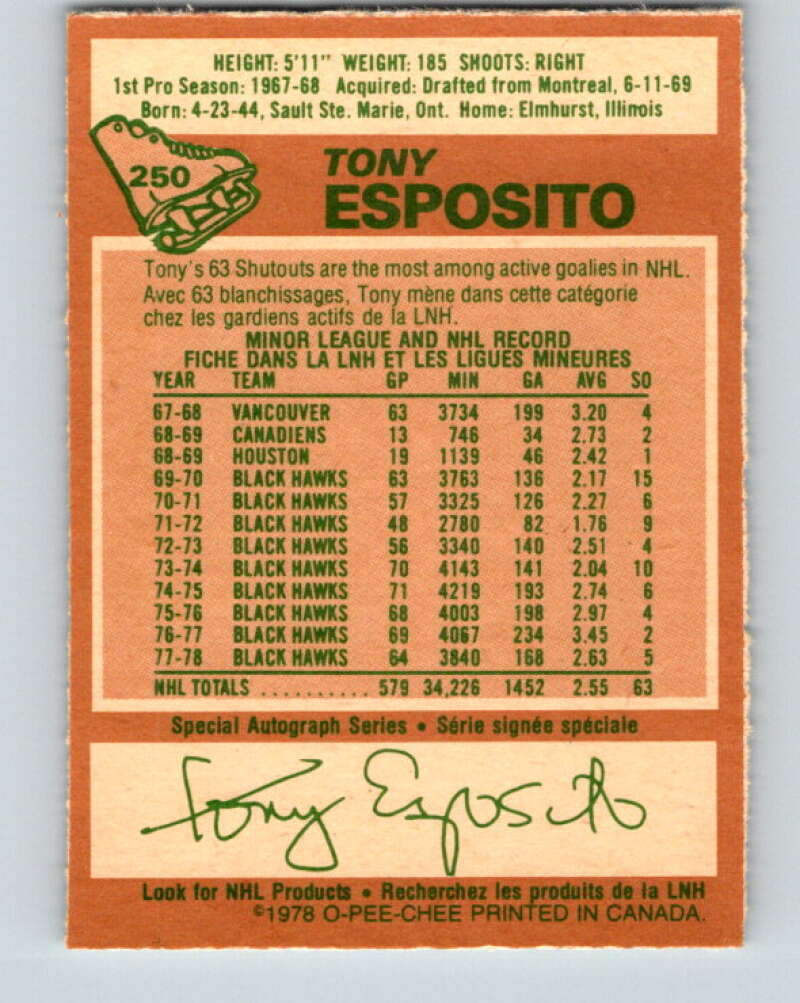 HEIGHT: 5'11" WEIGHT: 185 SHOOTS: RIGHT
1st Pro Season: 1967-68 Acquired: Drafted from Montreal, 6-11-69
Born: 4-23-44, Sault Ste. Marie, Ont. Home: Elmhurst, Illinois
250
TONY
ESPOSITO
Tony's 63 Shutouts are the most among active goalies in NHL.
Avec 63 blanchissages, Tony mène dans cette catégorie
chez les gardiens actifs de la LNH.
MINOR LEAGUE AND NHL RECORD
FICHE DANS LA LNH ET LES LIGUES MINEURES
YEAR TEAM GP MIN GA AVG SO
67-68 VANCOUVER 63 3734 199 3.20 4
68-69 CANADIENS 13 746 34 2.73 2
68-69 HOUSTON 19 1139 46 2.42 1
69-70 BLACK HAWKS 63 3763 136 2.17 15
70-71 BLACK HAWKS 57 3325 126 2.27 6
71-72 BLACK HAWKS 48 2780 82 1.76 9
72-73 BLACK HAWKS 56 3340 140 2.51 4
73-74 BLACK HAWKS 70 4143 141 2.04 10
74-75 BLACK HAWKS 71 4219 193 2.74 6
75-76 BLACK HAWKS 68 4003 198 2.97 4
76-77 BLACK HAWKS 69 4067 234 3.45 2
77-78 BLACK HAWKS 64 3840 168 2.63 5
NHL TOTALS .......... 579 34,226 1452 2.55 63
Special Autograph Series • Série signée spéciale
Tony Esposito
Look for NHL Products • Recherchez les produits de la LNH
©1978 O-PEE-CHEE PRINTED IN CANADA.